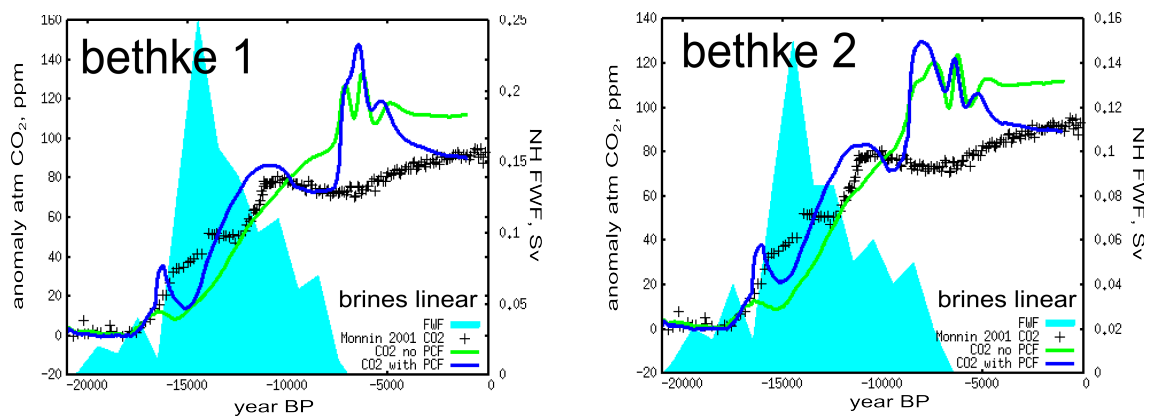 bethke 1
anomaly atm CO2, ppm
160
140
120
100
80
60
40
20
0
-20
0.25
0.2
0.15
0.1
0.05
0
NH FWF, Sv
brines linear
FWF
Monnin 2001 CO2
CO2 no PCF
CO2 with PCF
-20000 -15000 -10000 -5000 0
year BP
bethke 2
anomaly atm CO2, ppm
140
120
100
80
60
40
20
0
-20
0.16
0.14
0.12
0.1
0.08
0.06
0.04
0.02
0
NH FWF, Sv
brines linear
FWF
Monnin 2001 CO2
CO2 no PCF
CO2 with PCF
-20000 -15000 -10000 -5000 0
year BP